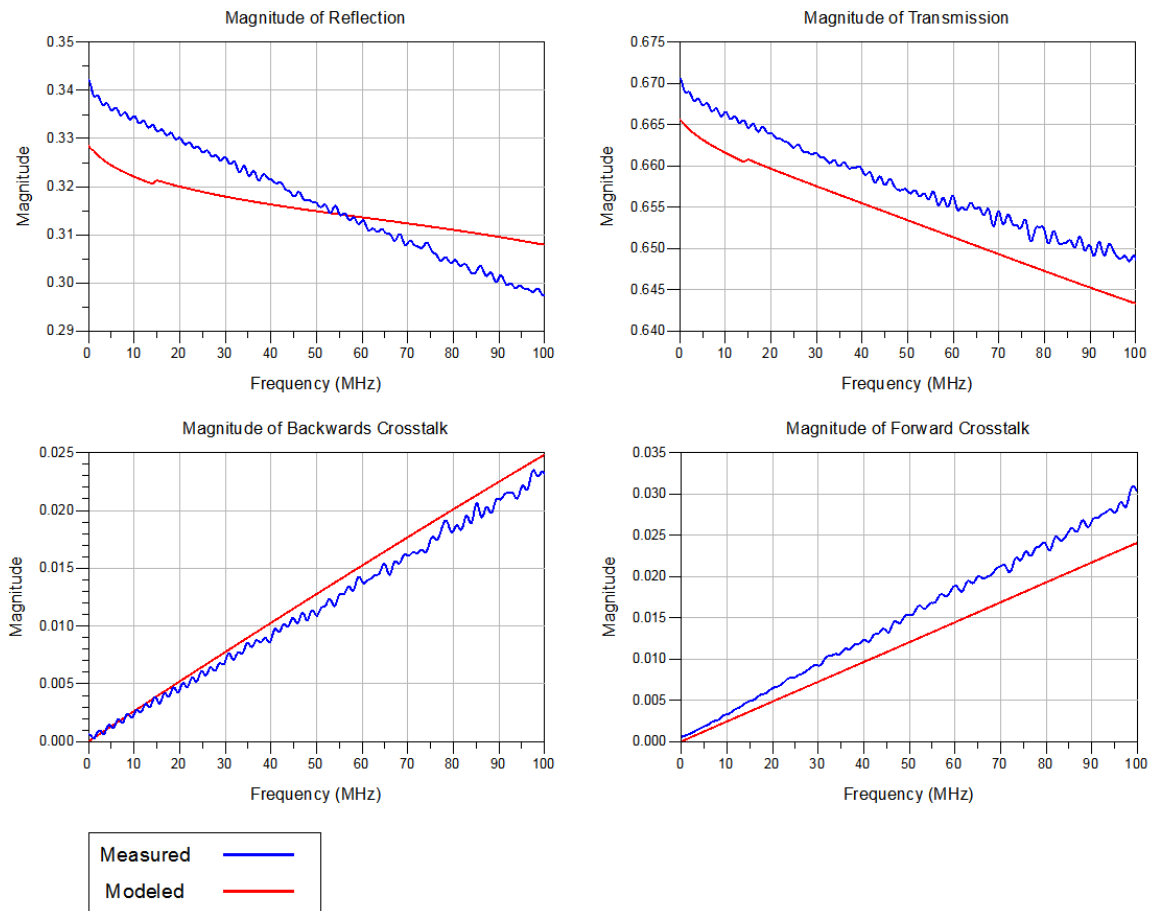 Magnitude of Reflection
0.35
0.34
0.33
0.32
0.31
0.30
0.29
Magnitude
0 10 20 30 40 50 60 70 80 90 100
Frequency (MHz)
Magnitude of Transmission
0.675
0.670
0.665
0.660
0.655
0.650
0.645
0.640
Magnitude
0 10 20 30 40 50 60 70 80 90 100
Frequency (MHz)
Magnitude of Backwards Crosstalk
0.025
0.020
0.015
0.010
0.005
0.000
Magnitude
0 10 20 30 40 50 60 70 80 90 100
Frequency (MHz)
Magnitude of Forward Crosstalk
0.035
0.030
0.025
0.020
0.015
0.010
0.005
0.000
Magnitude
0 10 20 30 40 50 60 70 80 90 100
Frequency (MHz)
Measured
Modeled